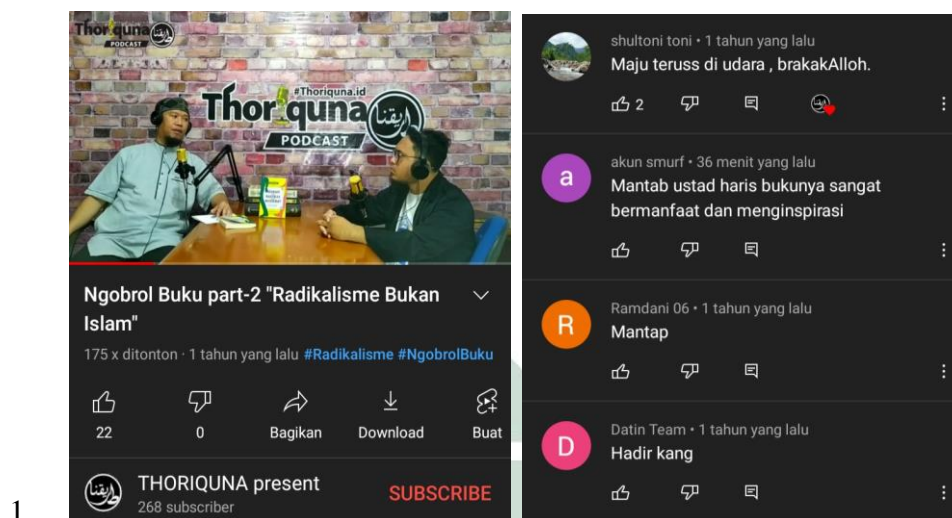 Thoriquna
PODCAST
#Thoriquna.id
Thoriquna
طريقتنا
PODCAST
Ngobrol Buku part-2 "Radikalisme Bukan
Islam"
175 x ditonton · 1 tahun yang lalu #Radikalisme #NgobrolBuku
22
0
Bagikan
Download
Buat
THORIQUNA present
268 subscriber
SUBSCRIBE
shultoni toni • 1 tahun yang lalu
Maju teruss di udara , brakakAlloh.
2
a
akun smurf • 36 menit yang lalu
Mantab ustad haris bukunya sangat
bermanfaat dan menginspirasi
R
Ramdani 06 • 1 tahun yang lalu
Mantap
D
Datin Team • 1 tahun yang lalu
Hadir kang
1